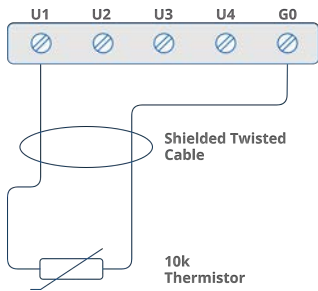 U1 U2 U3 U4 G0
Shielded Twisted
Cable
10k
Thermistor